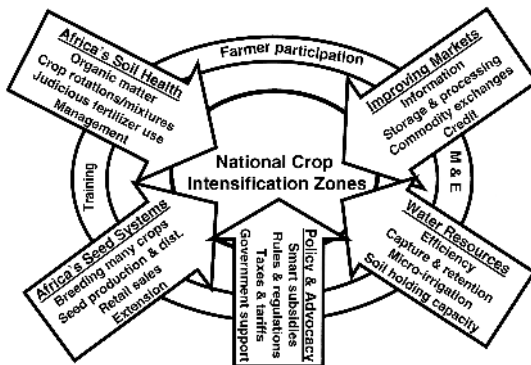 Africa's Soil Health
Organic matter
Crop rotations/mixtures
Judicious fertilizer use
Management
Farmer participation
Improving Markets
Information
Storage & processing
Commodity exchanges
Credit
Training
National Crop
Intensification Zones
M & E
Africa's Seed Systems
Breeding many crops
Seed production & dist.
Retail sales
Extension
Policy & Advocacy
Smart subsidies
Rules & regulations
Taxes & tariffs
Government support
Water Resources
Efficiency
Capture & retention
Micro-irrigation
Soil holding capacity